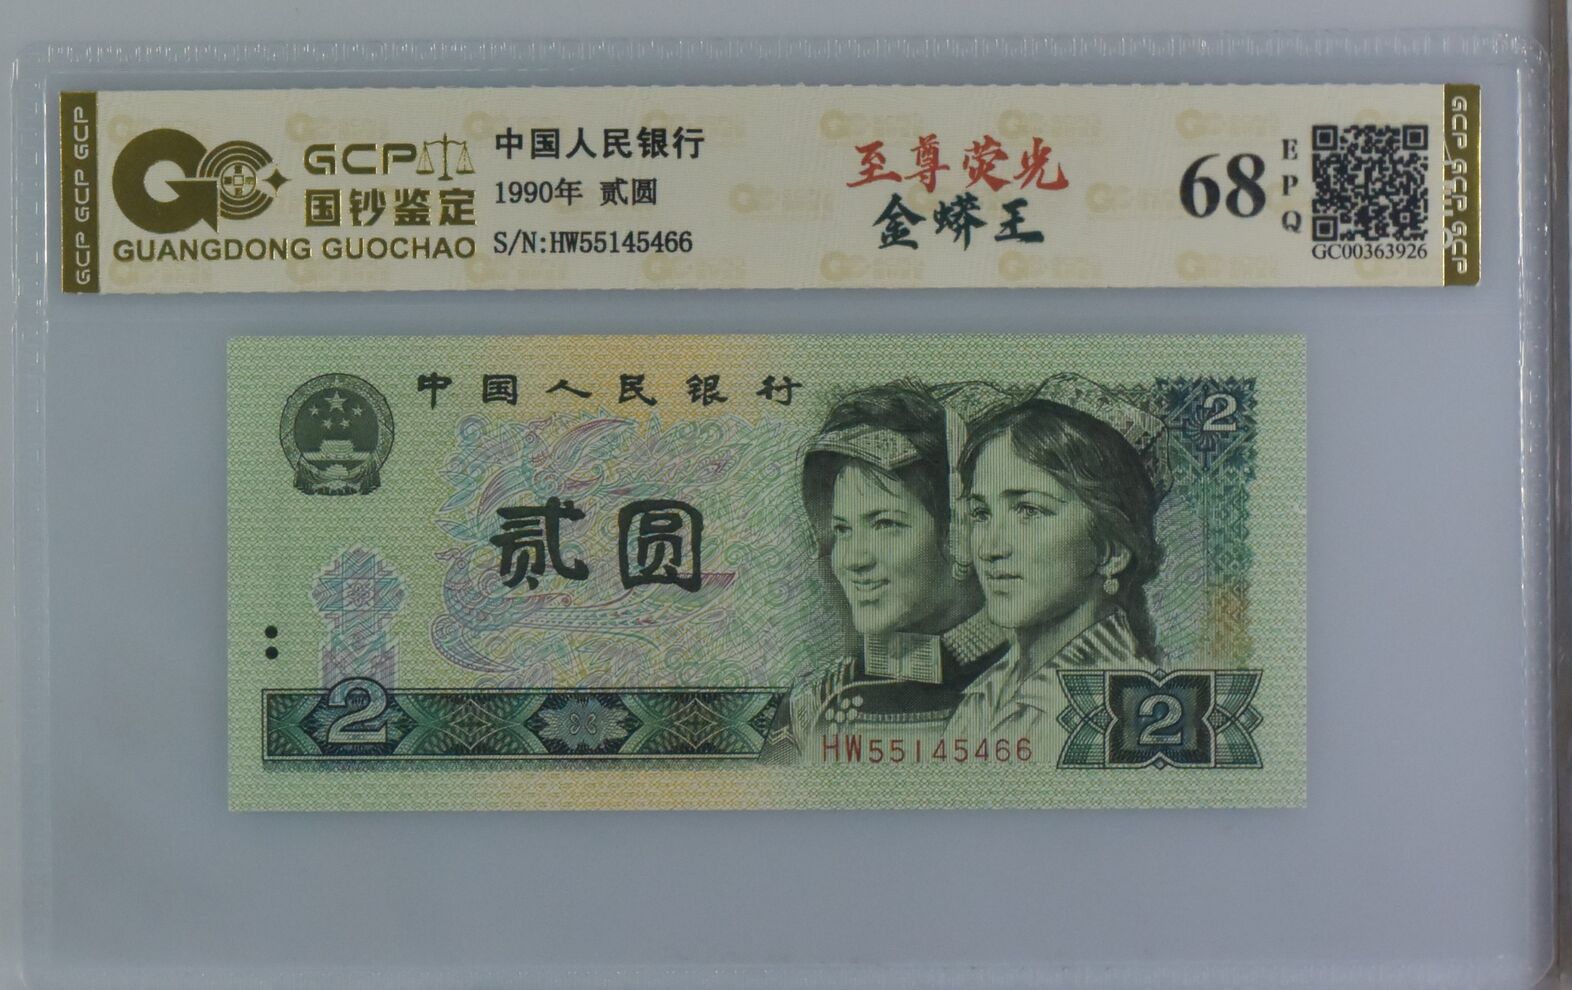 GCP GCP GCP
GCP
国钞鉴定
GUANGDONG GUOCHAO
中国人民银行
1990年 贰圆
S/N:HW55145466
至尊荧光
金蟒王
68
EPQ
GC00363926
GCP GCP GCP
中国人民银行
2
贰圆
2
HW55145466
2